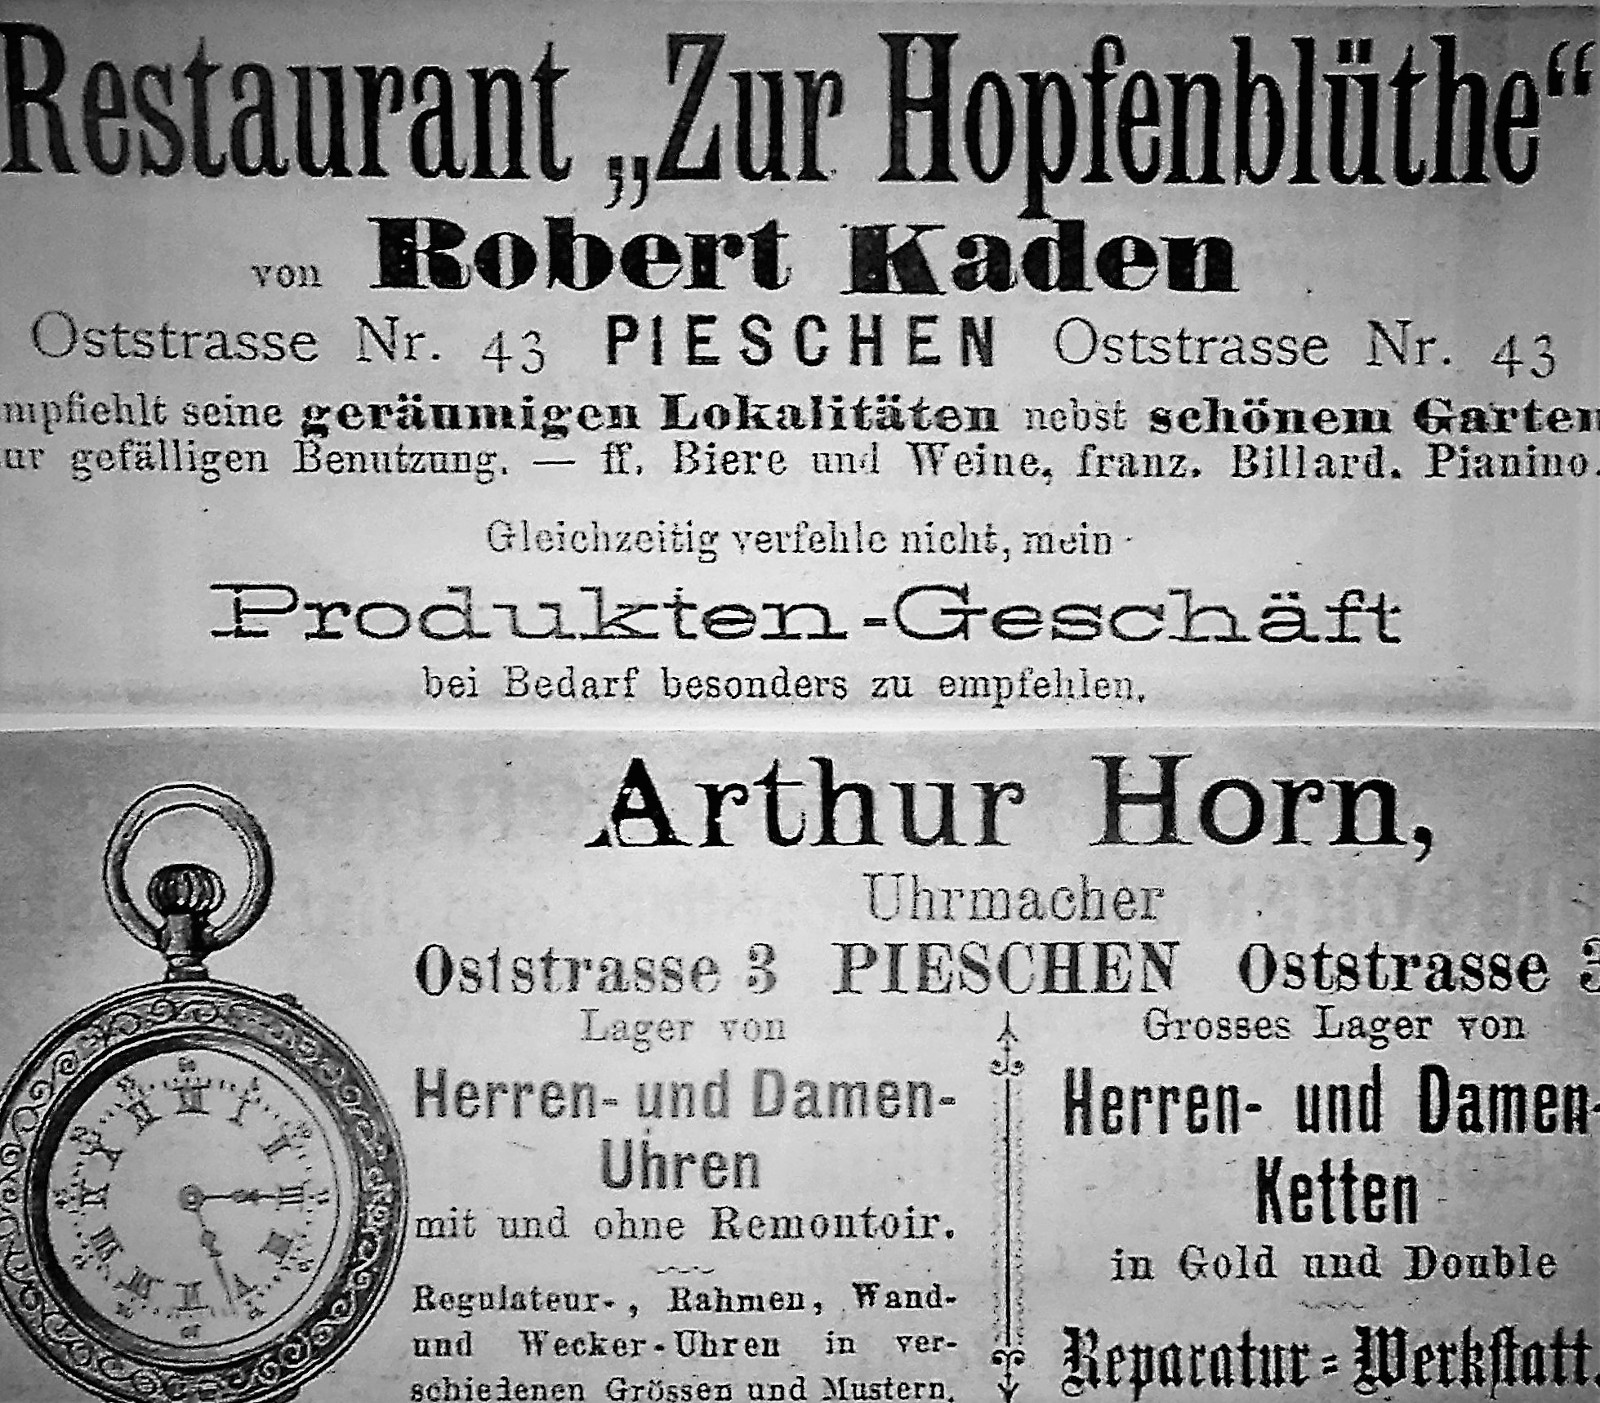 Restaurant „Zur Hopfenblüthe“
von Robert Kaden
Oststrasse Nr. 43 PIESCHEN Oststrasse Nr. 43
mpfiehlt seine geräumigen Lokalitäten nebst schönem Garten
ur gefälligen Benutzung. — ff. Biere und Weine, franz. Billard. Pianino.
Gleichzeitig verfehle nicht, mein
Produkten-Geschäft
bei Bedarf besonders zu empfehlen.
Arthur Horn,
Uhrmacher
Oststrasse 3 PIESCHEN Oststrasse 3
Lager von
Herren- und Damen-
Uhren
mit und ohne Remontoir.
Regulateur-, Rahmen, Wand-
und Wecker-Uhren in ver-
schiedenen Grössen und Mustern.
Grosses Lager von
Herren- und Damen-
Ketten
in Gold und Double
Reparatur-Werkstatt.